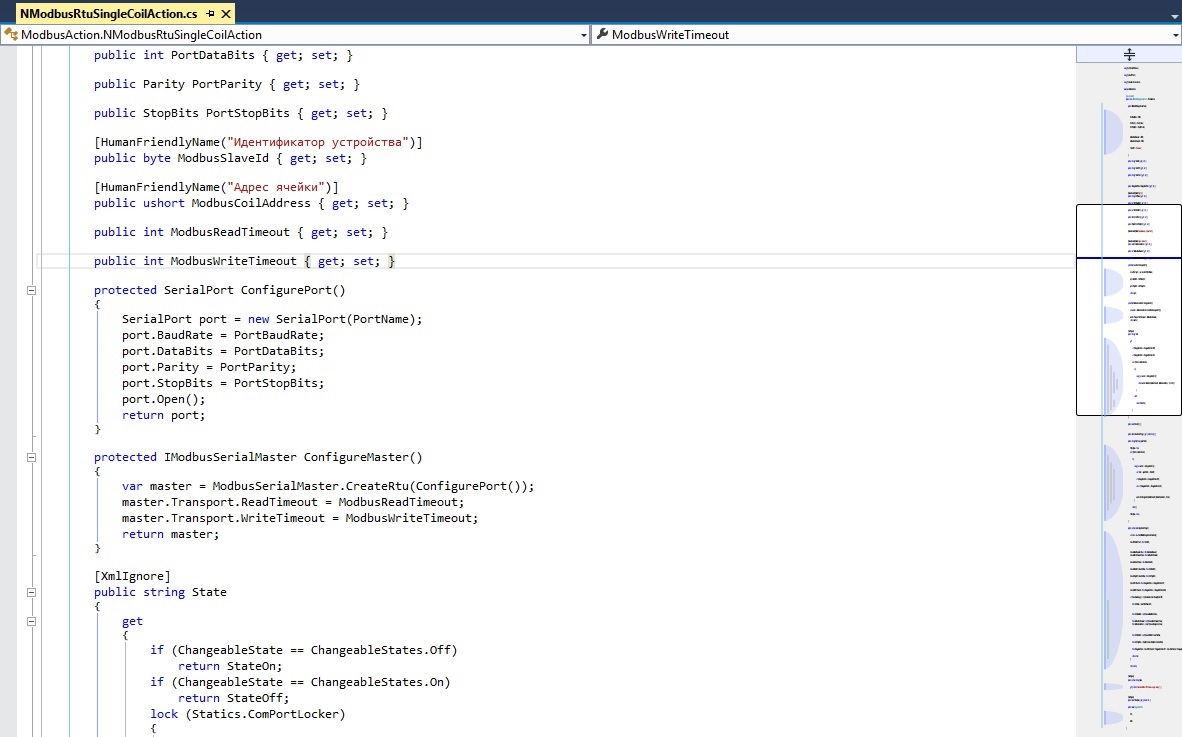 NModbusRtuSingleCoilAction.cs
ModbusAction.NModbusRtuSingleCoilAction
ModbusWriteTimeout
public int PortDataBits { get; set; }
public Parity PortParity { get; set; }
public StopBits PortStopBits { get; set; }
[HumanFriendlyName("Идентификатор устройства")]
public byte ModbusSlaveId { get; set; }
[HumanFriendlyName("Адрес ячейки")]
public ushort ModbusCoilAddress { get; set; }
public int ModbusReadTimeout { get; set; }
public int ModbusWriteTimeout { get; set; }
protected SerialPort ConfigurePort()
{
SerialPort port = new SerialPort(PortName);
port.BaudRate = PortBaudRate;
port.DataBits = PortDataBits;
port.Parity = PortParity;
port.StopBits = PortStopBits;
port.Open();
return port;
}
protected IModbusSerialMaster ConfigureMaster()
{
var master = ModbusSerialMaster.CreateRtu(ConfigurePort());
master.Transport.ReadTimeout = ModbusReadTimeout;
master.Transport.WriteTimeout = ModbusWriteTimeout;
return master;
}
[XmlIgnore]
public string State
{
get
{
if (ChangeableState == ChangeableStates.Off)
return StateOn;
if (ChangeableState == ChangeableStates.On)
return StateOff;
lock (Statics.ComPortLocker)
{